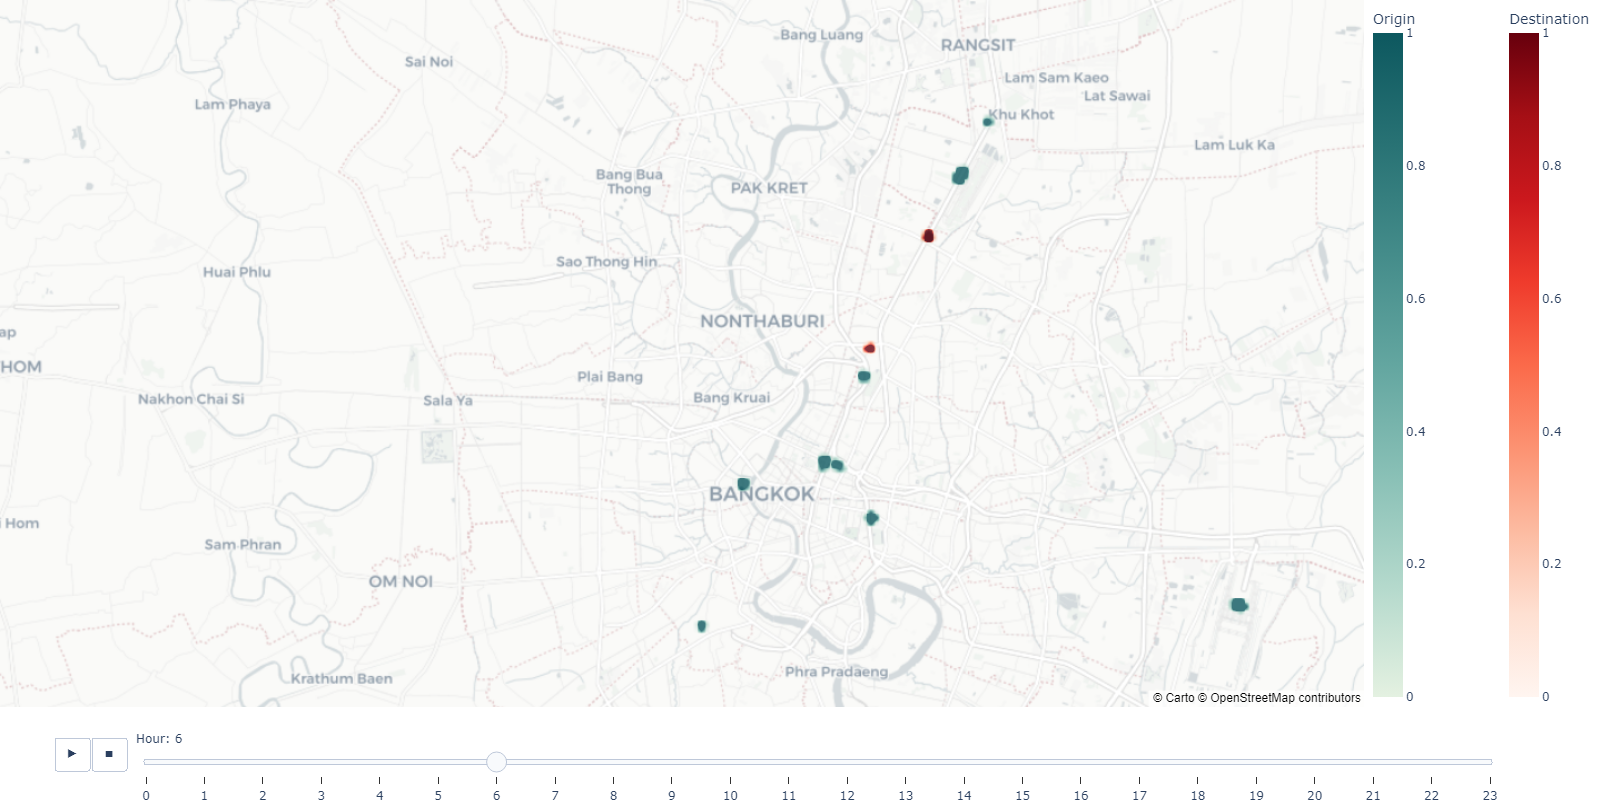 Bang Luang
RANGSIT
Origin
Destination
1
1
Sai Noi
Lam Sam Kaeo
Lat Sawai
Lam Phaya
Khu Khot
Lam Luk Ka
0.8
0.8
Bang Bua
Thong
PAK KRET
Sao Thong Hin
Huai Phlu
0.6
0.6
NONTHABURI
ap
HOM
Plai Bang
Nakhon Chai Si
Sala Ya
Bang Kruai
0.4
0.4
BANGKOK
i Hom
Sam Phran
0.2
0.2
OM NOI
Phra Pradaeng
Krathum Baen
© Carto © OpenStreetMap contributors
0
0
Hour: 6
0 1 2 3 4 5 6 7 8 9 10 11 12 13 14 15 16 17 18 19 20 21 22 23